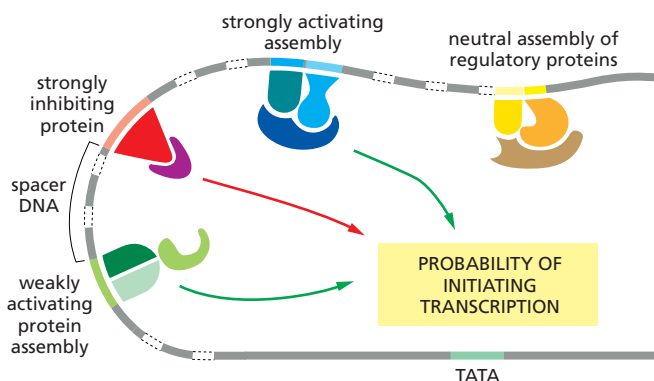 strongly activating
assembly
neutral assembly of
regulatory proteins
strongly
inhibiting
protein
spacer
DNA
weakly
activating
protein
assembly
PROBABILITY OF
INITIATING
TRANSCRIPTION
TATA